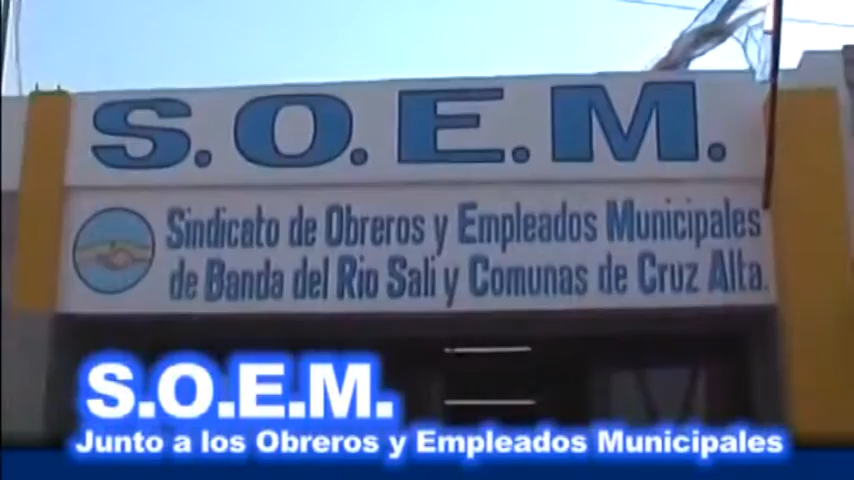 S.O.E.M.
Sindicato de Obreros y Empleados Municipales
de Banda del Rio Sali y Comunas de Cruz Alta.
S.O.E.M.
Junto a los Obreros y Empleados Municipales